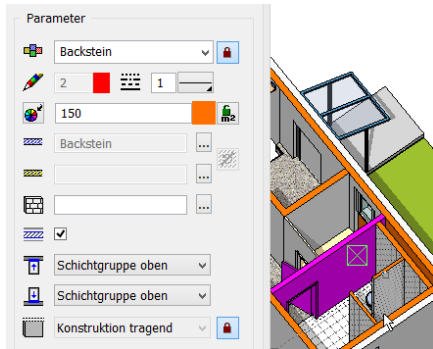 Parameter
Backstein
2 1
150 m2
Backstein
...
...
...
Schichtgruppe oben
Schichtgruppe oben
Konstruktion tragend